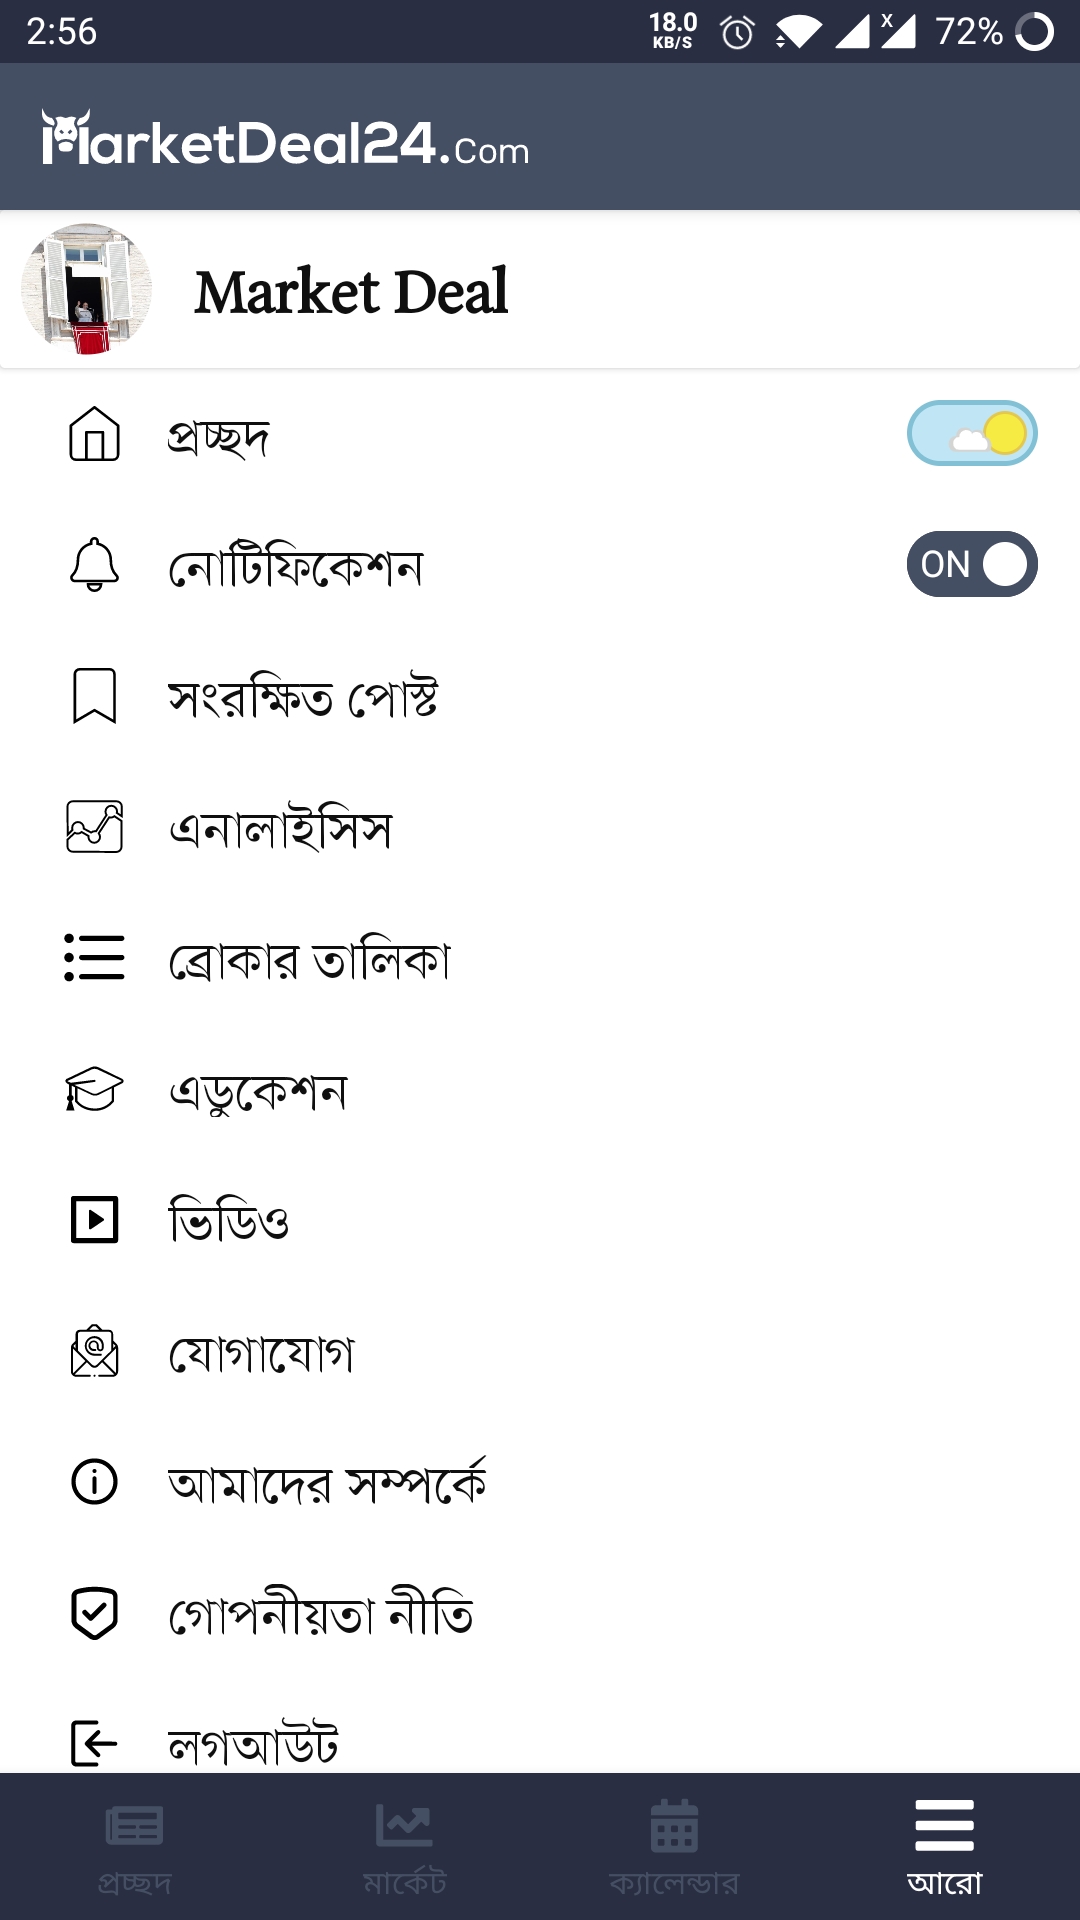 2:56 18.0 KB/S X 72%
MarketDeal24.Com
Market Deal
প্রচ্ছদ
নোটিফিকেশন ON
সংরক্ষিত পোস্ট
এনালাইসিস
ব্রোকার তালিকা
এডুকেশন
ভিডিও
যোগাযোগ
আমাদের সম্পর্কে
গোপনীয়তা নীতি
লগআউট
প্রচ্ছদ মার্কেট ক্যালেন্ডার আরো